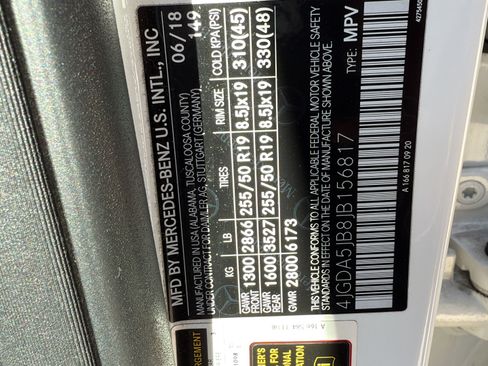 MFD BY MERCEDES-BENZ U.S. INTL., INC
MANUFACTURED IN USA (ALABAMA, TUSCALOOSA COUNTY)
UNDER CONTRACT FOR DAIMLER AG, STUTTGART (GERMANY)
06/18
149
KG LB TIRES RIM SIZE: COLD KPA(PSI)
GAWR FRONT 1300 2866 255/50 R19 8.5Jx19 310(45)
GAWR REAR 1600 3527 255/50 R19 8.5Jx19 330(48)
GWR 2800 6173
THIS VEHICLE CONFORMS TO ALL APPLICABLE FEDERAL MOTOR VEHICLE SAFETY
STANDARDS IN EFFECT ON THE DATE OF MANUFACTURE SHOWN ABOVE.
4JGDA5JB8JB156817
TYPE: MPV
A 166 817 09 20